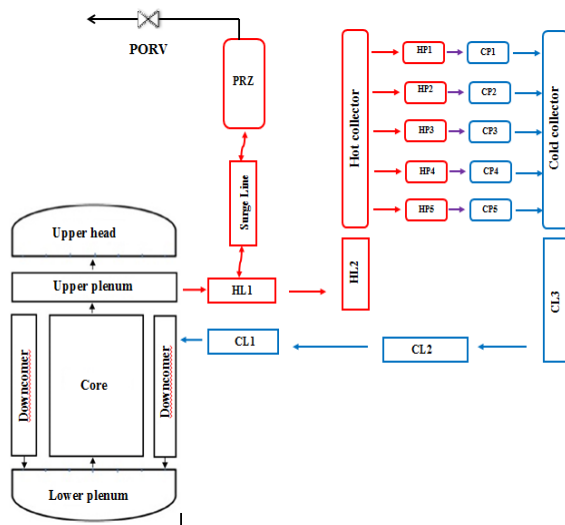 PORV
PRZ
Hot collector
HP1
CP1
HP2
CP2
HP3
CP3
HP4
CP4
HP5
CP5
Cold collector
Surge Line
Upper head
Upper plenum
HL1
HL2
CL3
Downcomer
Core
Downcomer
CL1
CL2
Lower plenum